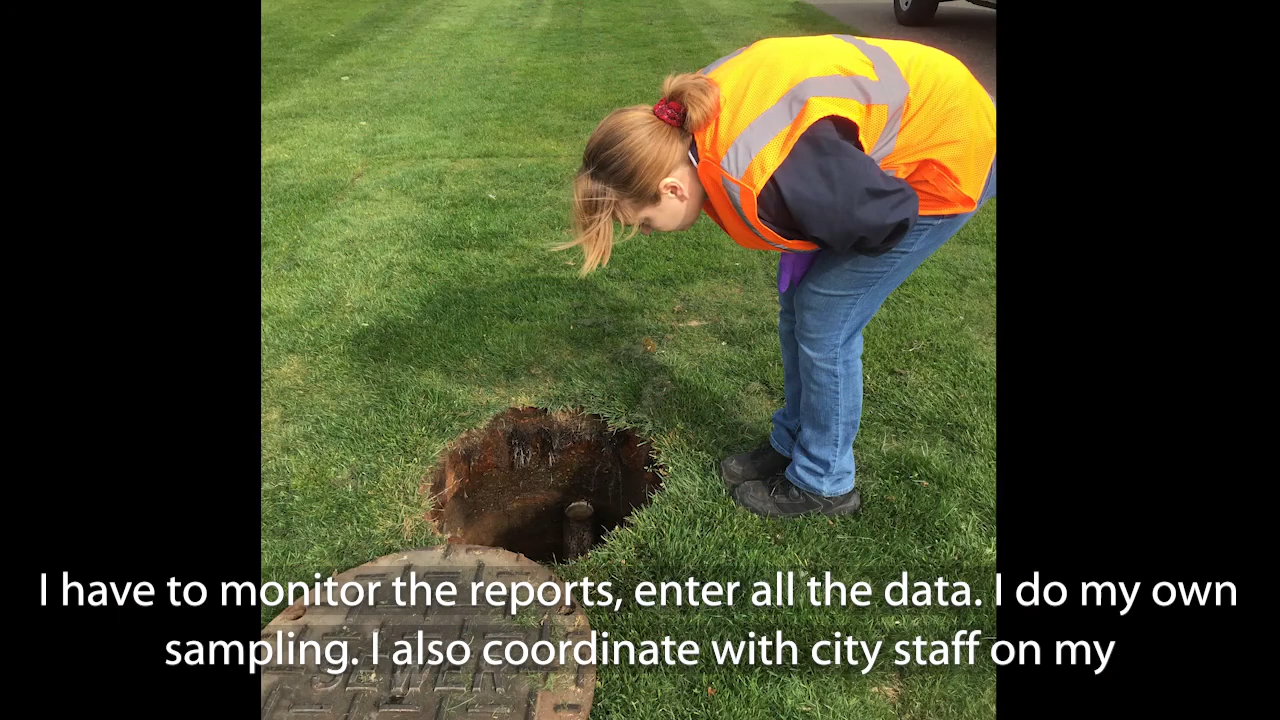 I have to monitor the reports, enter all the data. I do my own
sampling. I also coordinate with city staff on my
SEWER